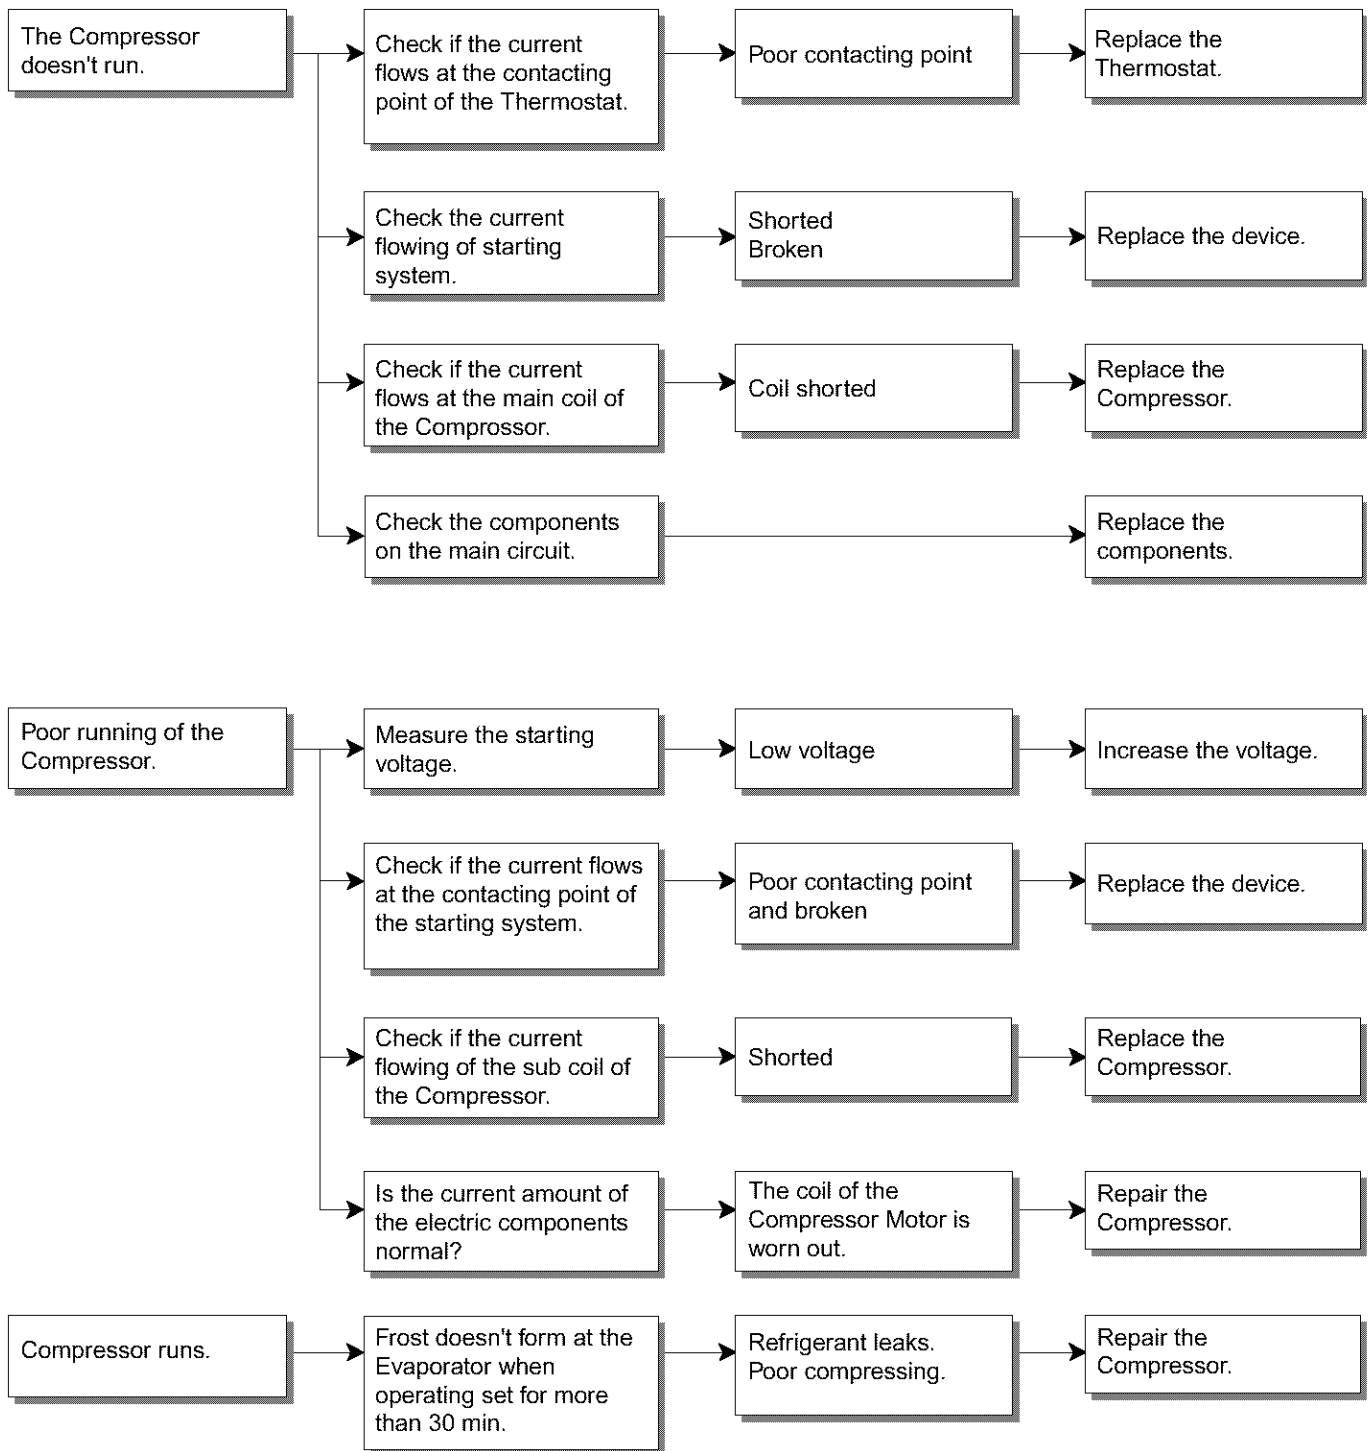 The Compressor
doesn't run.
Check if the current
flows at the contacting
point of the Thermostat.
Poor contacting point
Replace the
Thermostat.
Check the current
flowing of starting
system.
Shorted
Broken
Replace the device.
Check if the current
flows at the main coil of
the Comprossor.
Coil shorted
Replace the
Compressor.
Check the components
on the main circuit.
Replace the
components.
Poor running of the
Compressor.
Measure the starting
voltage.
Low voltage
Increase the voltage.
Check if the current flows
at the contacting point of
the starting system.
Poor contacting point
and broken
Replace the device.
Check if the current
flowing of the sub coil of
the Compressor.
Shorted
Replace the
Compressor.
Is the current amount of
the electric components
normal?
The coil of the
Compressor Motor is
worn out.
Repair the
Compressor.
Compressor runs.
Frost doesn't form at the
Evaporator when
operating set for more
than 30 min.
Refrigerant leaks.
Poor compressing.
Repair the
Compressor.